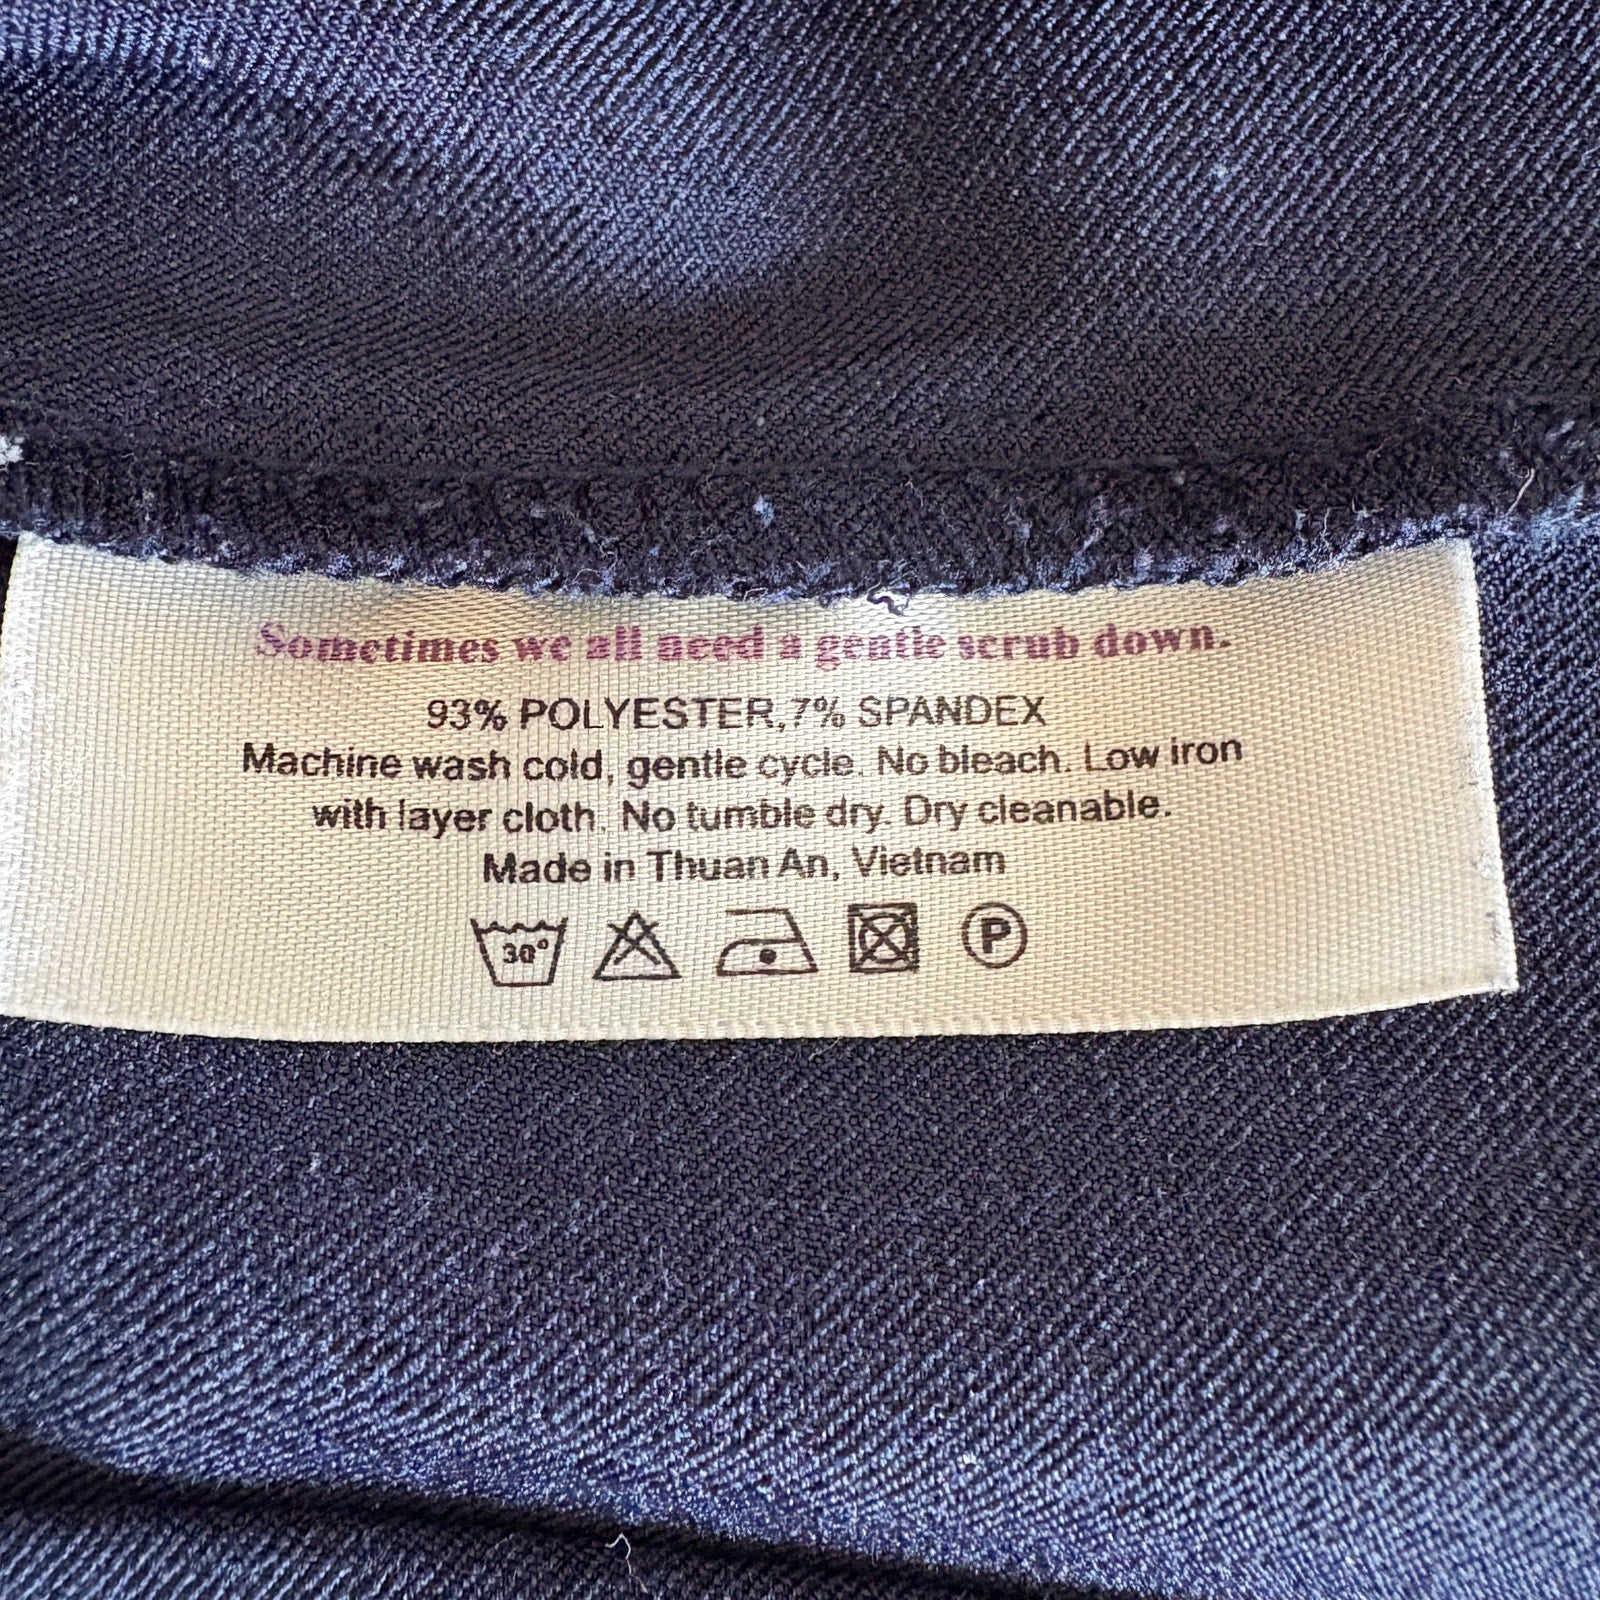 Sometimes we all need a gentle scrub down.
93% POLYESTER,7% SPANDEX
Machine wash cold, gentle cycle. No bleach. Low iron
with layer cloth. No tumble dry. Dry cleanable.
Made in Thuan An, Vietnam
30° P